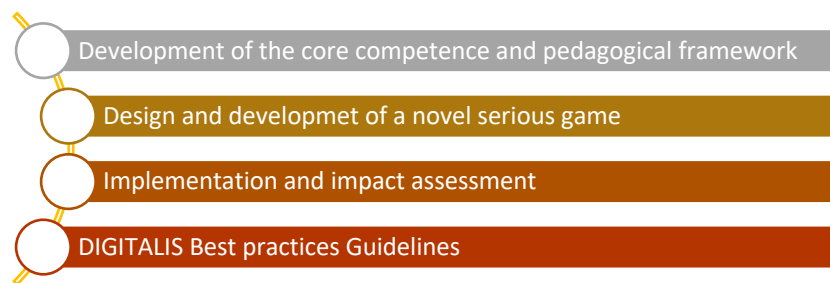 Development of the core competence and pedagogical framework
Design and developmet of a novel serious game
Implementation and impact assessment
DIGITALIS Best practices Guidelines